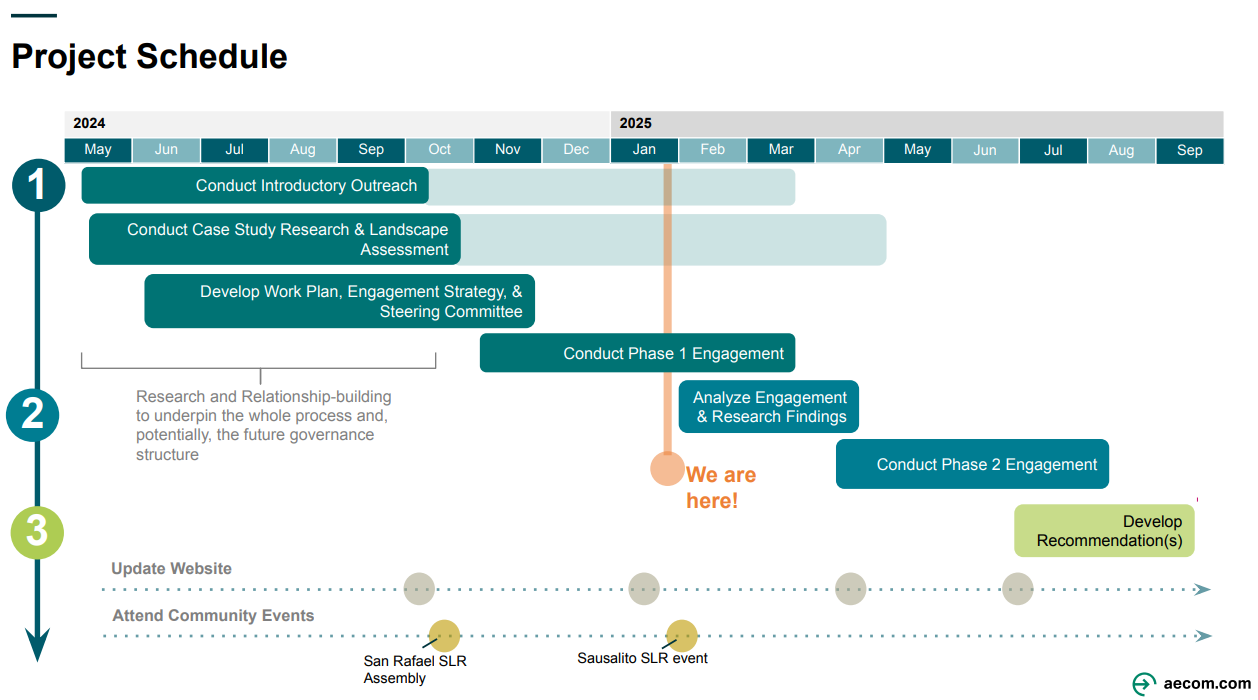 Project Schedule
2024
2025
May Jun Jul Aug Sep Oct Nov Dec Jan Feb Mar Apr May Jun Jul Aug Sep
1
Conduct Introductory Outreach
Conduct Case Study Research & Landscape
Assessment
Develop Work Plan, Engagement Strategy, &
Steering Committee
Conduct Phase 1 Engagement
Research and Relationship-building
to underpin the whole process and,
potentially, the future governance
structure
2
Analyze Engagement
& Research Findings
Conduct Phase 2 Engagement
We are
here!
3
Develop
Recommendation(s)
Update Website
Attend Community Events
San Rafael SLR
Assembly
Sausalito SLR event
aecom.com